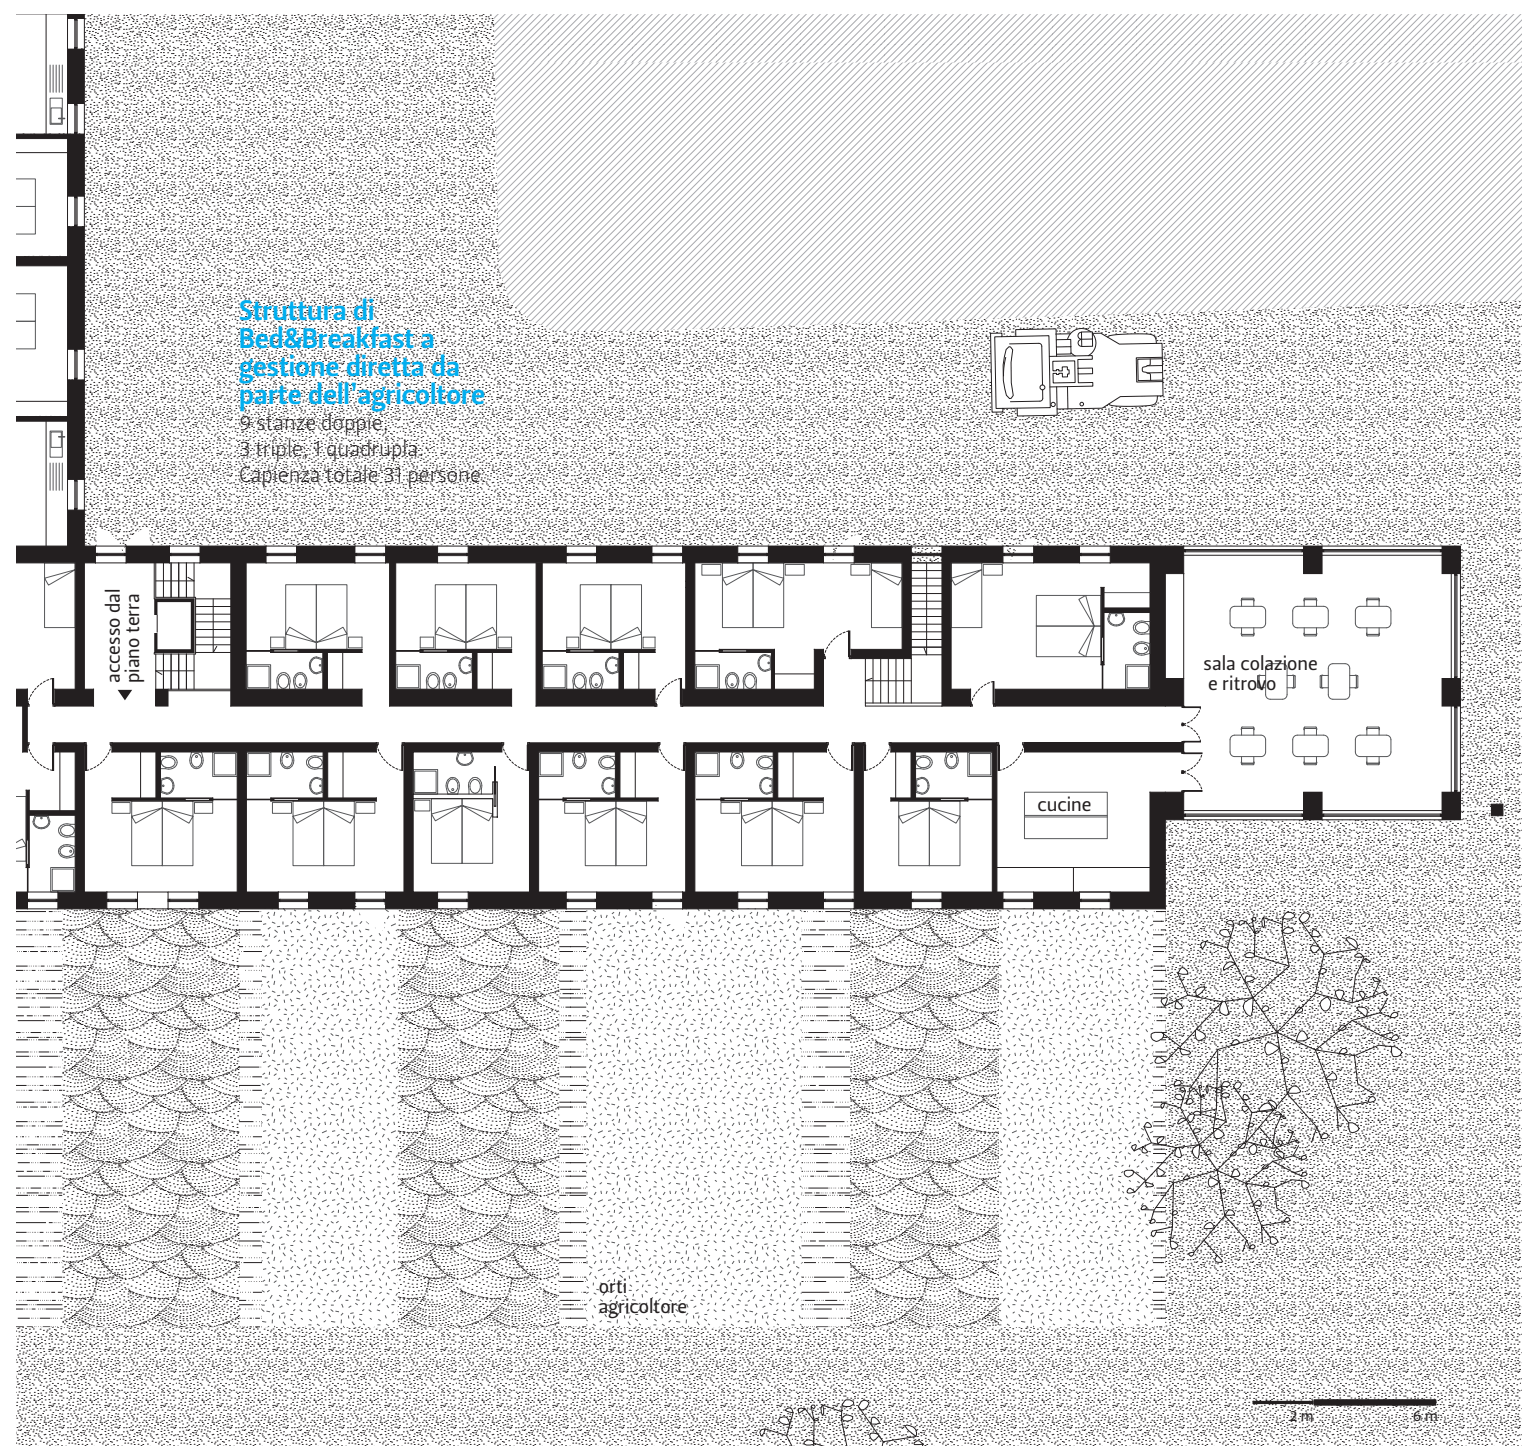 Struttura di
Bed&Breakfast a
gestione diretta da
parte dell'agricoltore
9 stanze doppie,
3 triple, 1 quadrupla.
Capienza totale 31 persone.
accesso dal
piano terra
sala colazione
e ritrovo
cucine
orti
agricoltore
2 m
6 m